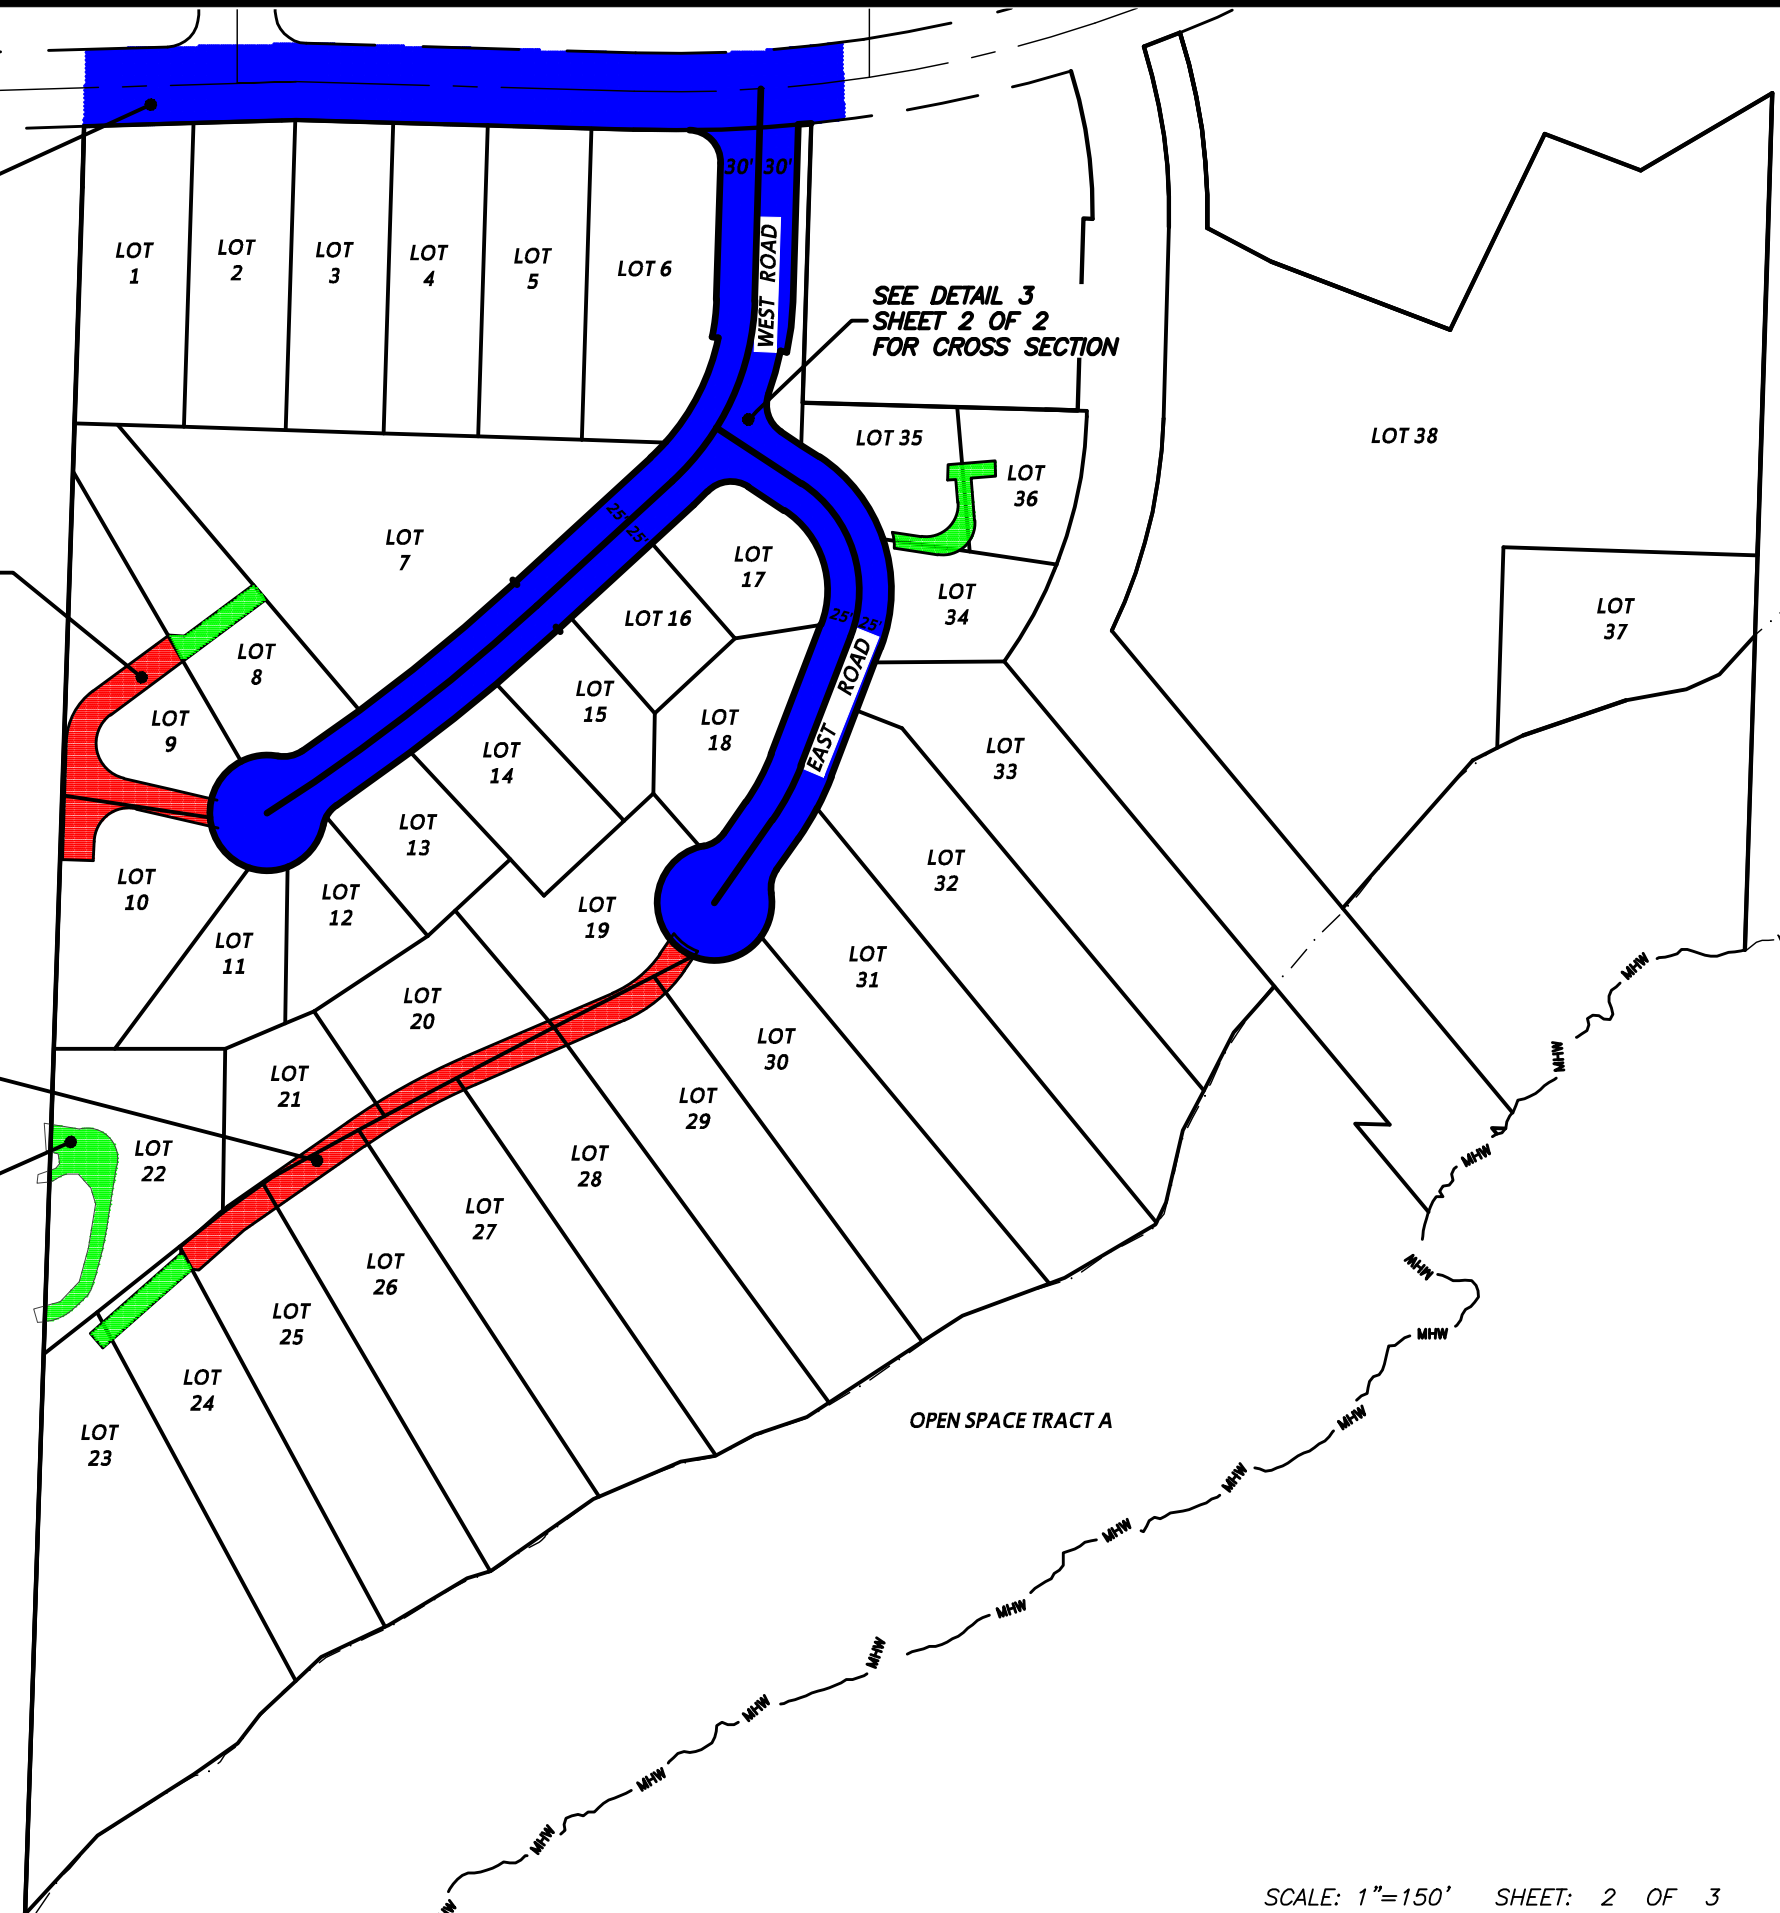 30' 30'
WEST ROAD
LOT
1
LOT
2
LOT
3
LOT
4
LOT
5
LOT 6
SEE DETAIL 3
SHEET 2 OF 2
FOR CROSS SECTION
LOT 35
LOT
36
LOT 38
25' 25'
LOT
7
LOT
17
LOT 16
LOT
34
LOT
37
25' 25'
EAST ROAD
LOT
8
LOT
9
LOT
15
LOT
18
LOT
14
LOT
33
LOT
13
LOT
32
LOT
10
LOT
12
LOT
19
LOT
11
LOT
31
MHW
LOT
20
LOT
30
MHW
LOT
21
LOT
29
LOT
22
LOT
28
MHW
LOT
27
LOT
26
MHW
LOT
25
MHW
LOT
24
MHW
OPEN SPACE TRACT A
LOT
23
MHW
MHW
MHW
MHW
MHW
MHW
MHW
SCALE: 1"=150' SHEET: 2 OF 3